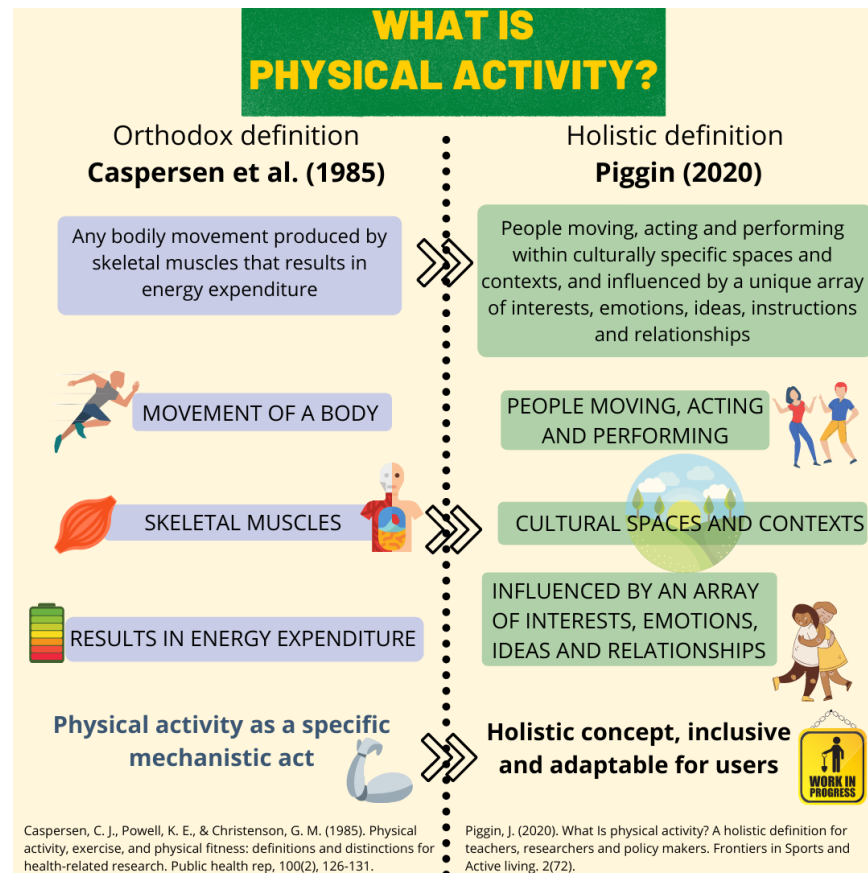 WHAT IS
PHYSICAL ACTIVITY?
Orthodox definition
Caspersen et al. (1985)
Any bodily movement produced by
skeletal muscles that results in
energy expenditure
MOVEMENT OF A BODY
SKELETAL MUSCLES
RESULTS IN ENERGY EXPENDITURE
Physical activity as a specific
mechanistic act
Caspersen, C. J., Powell, K. E., & Christenson, G. M. (1985). Physical
activity, exercise, and physical fitness: definitions and distinctions for
health-related research. Public health rep, 100(2), 126-131.
Holistic definition
Piggin (2020)
People moving, acting and performing
within culturally specific spaces and
contexts, and influenced by a unique array
of interests, emotions, ideas, instructions
and relationships
PEOPLE MOVING, ACTING
AND PERFORMING
CULTURAL SPACES AND CONTEXTS
INFLUENCED BY AN ARRAY
OF INTERESTS, EMOTIONS,
IDEAS AND RELATIONSHIPS
Holistic concept, inclusive
and adaptable for users
WORK IN
PROGRESS
Piggin, J. (2020). What Is physical activity? A holistic definition for
teachers, researchers and policy makers. Frontiers in Sports and
Active living. 2(72).